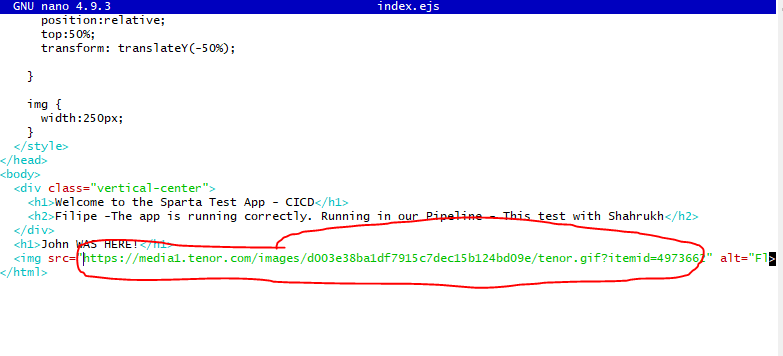 GNU nano 4.9.3 index.ejs
position:relative;
top:50%;
transform: translateY(-50%);
}
img {
width:250px;
}
</style>
</head>
<body>
<div class="vertical-center">
<h1>Welcome to the Sparta Test App - CICD</h1>
<h2>Filipe -The app is running correctly. Running in our Pipeline - This test with Shahrukh</h2>
</div>
<h1>John WAS HERE!</h1>
<img src="https://media1.tenor.com/images/d003e38ba1df7915c7dec15b124bd09e/tenor.gif?itemid=4973661" alt="Fl>
</html>